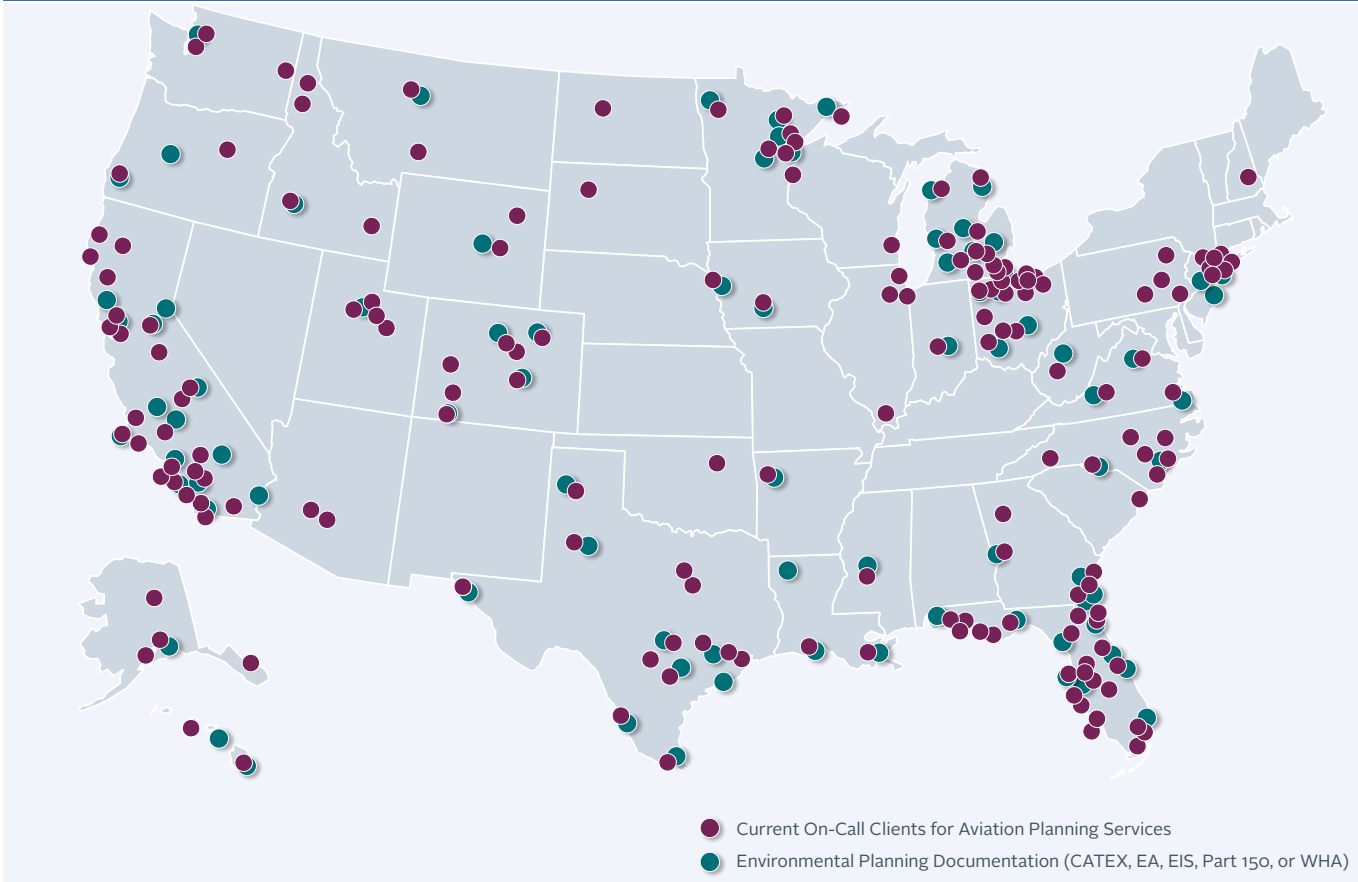 Current On-Call Clients for Aviation Planning Services
Environmental Planning Documentation (CATEX, EA, EIS, Part 150, or WHA)